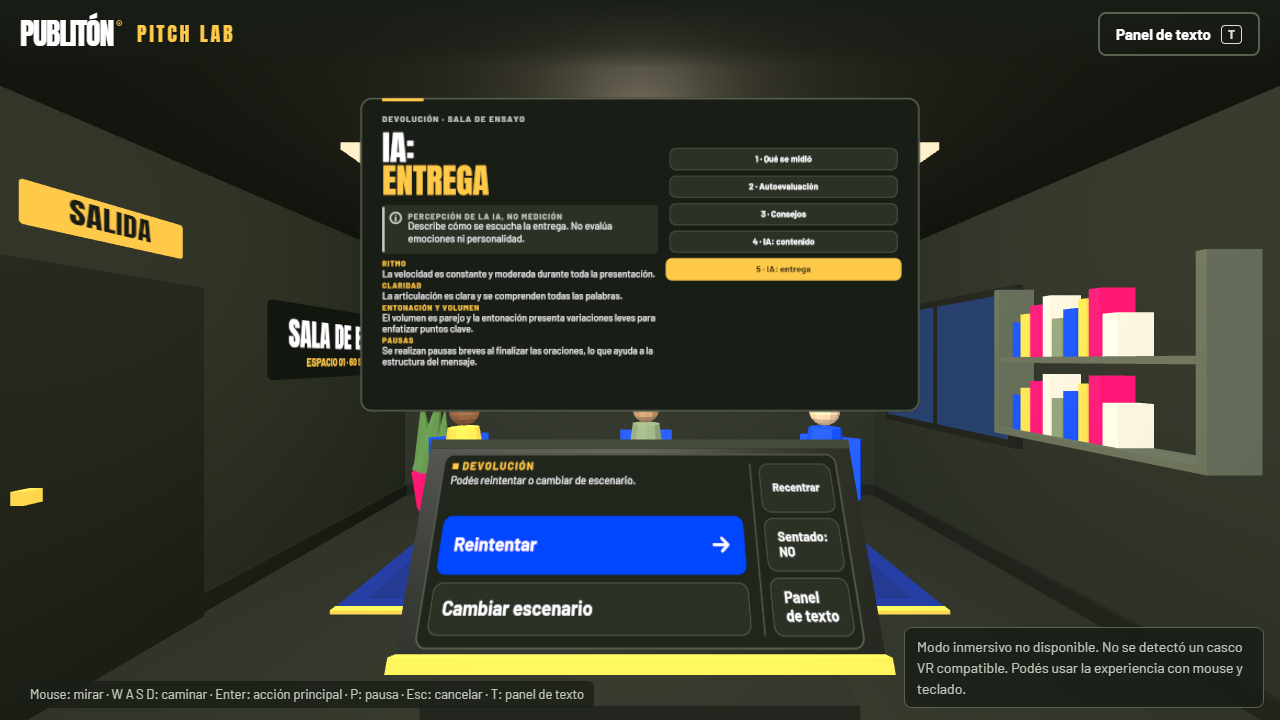 PUBLITÓN PITCH LAB
Panel de texto T
SALIDA
SALA DE E
ESPACIO 01 · 60 S
DEVOLUCIÓN · SALA DE ENSAYO
IA:
ENTREGA
PERCEPCIÓN DE LA IA, NO MEDICIÓN
Describe cómo se escucha la entrega. No evalúa
emociones ni personalidad.
RITMO
La velocidad es constante y moderada durante toda la presentación.
CLARIDAD
La articulación es clara y se comprenden todas las palabras.
ENTONACIÓN Y VOLUMEN
El volumen es parejo y la entonación presenta variaciones leves para
enfatizar puntos clave.
PAUSAS
Se realizan pausas breves al finalizar las oraciones, lo que ayuda a la
estructura del mensaje.
1 · Qué se midió
2 · Autoevaluación
3 · Consejos
4 · IA: contenido
5 · IA: entrega
DEVOLUCIÓN
Podés reintentar o cambiar de escenario.
Reintentar
Cambiar escenario
Recentrar
Sentado:
NO
Panel
de texto
Modo inmersivo no disponible. No se detectó un casco
VR compatible. Podés usar la experiencia con mouse y
teclado.
Mouse: mirar · W A S D: caminar · Enter: acción principal · P: pausa · Esc: cancelar · T: panel de texto